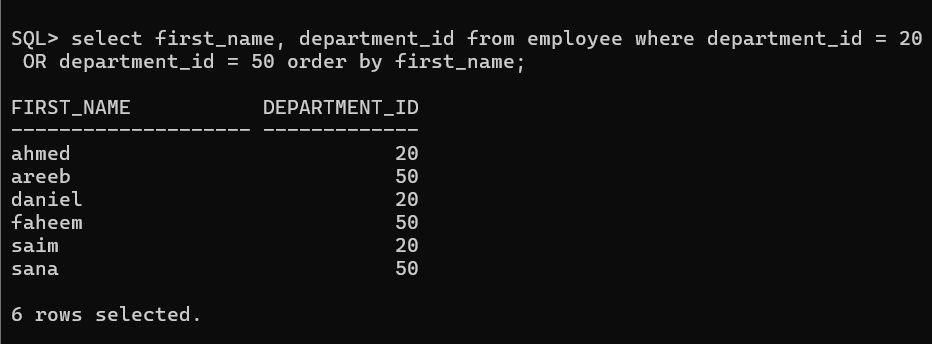 SQL> select first_name, department_id from employee where department_id = 20
 OR department_id = 50 order by first_name;
FIRST_NAME           DEPARTMENT_ID
-------------------- -------------
ahmed                           20
areeb                           50
daniel                          20
faheem                          50
saim                            20
sana                            50
6 rows selected.